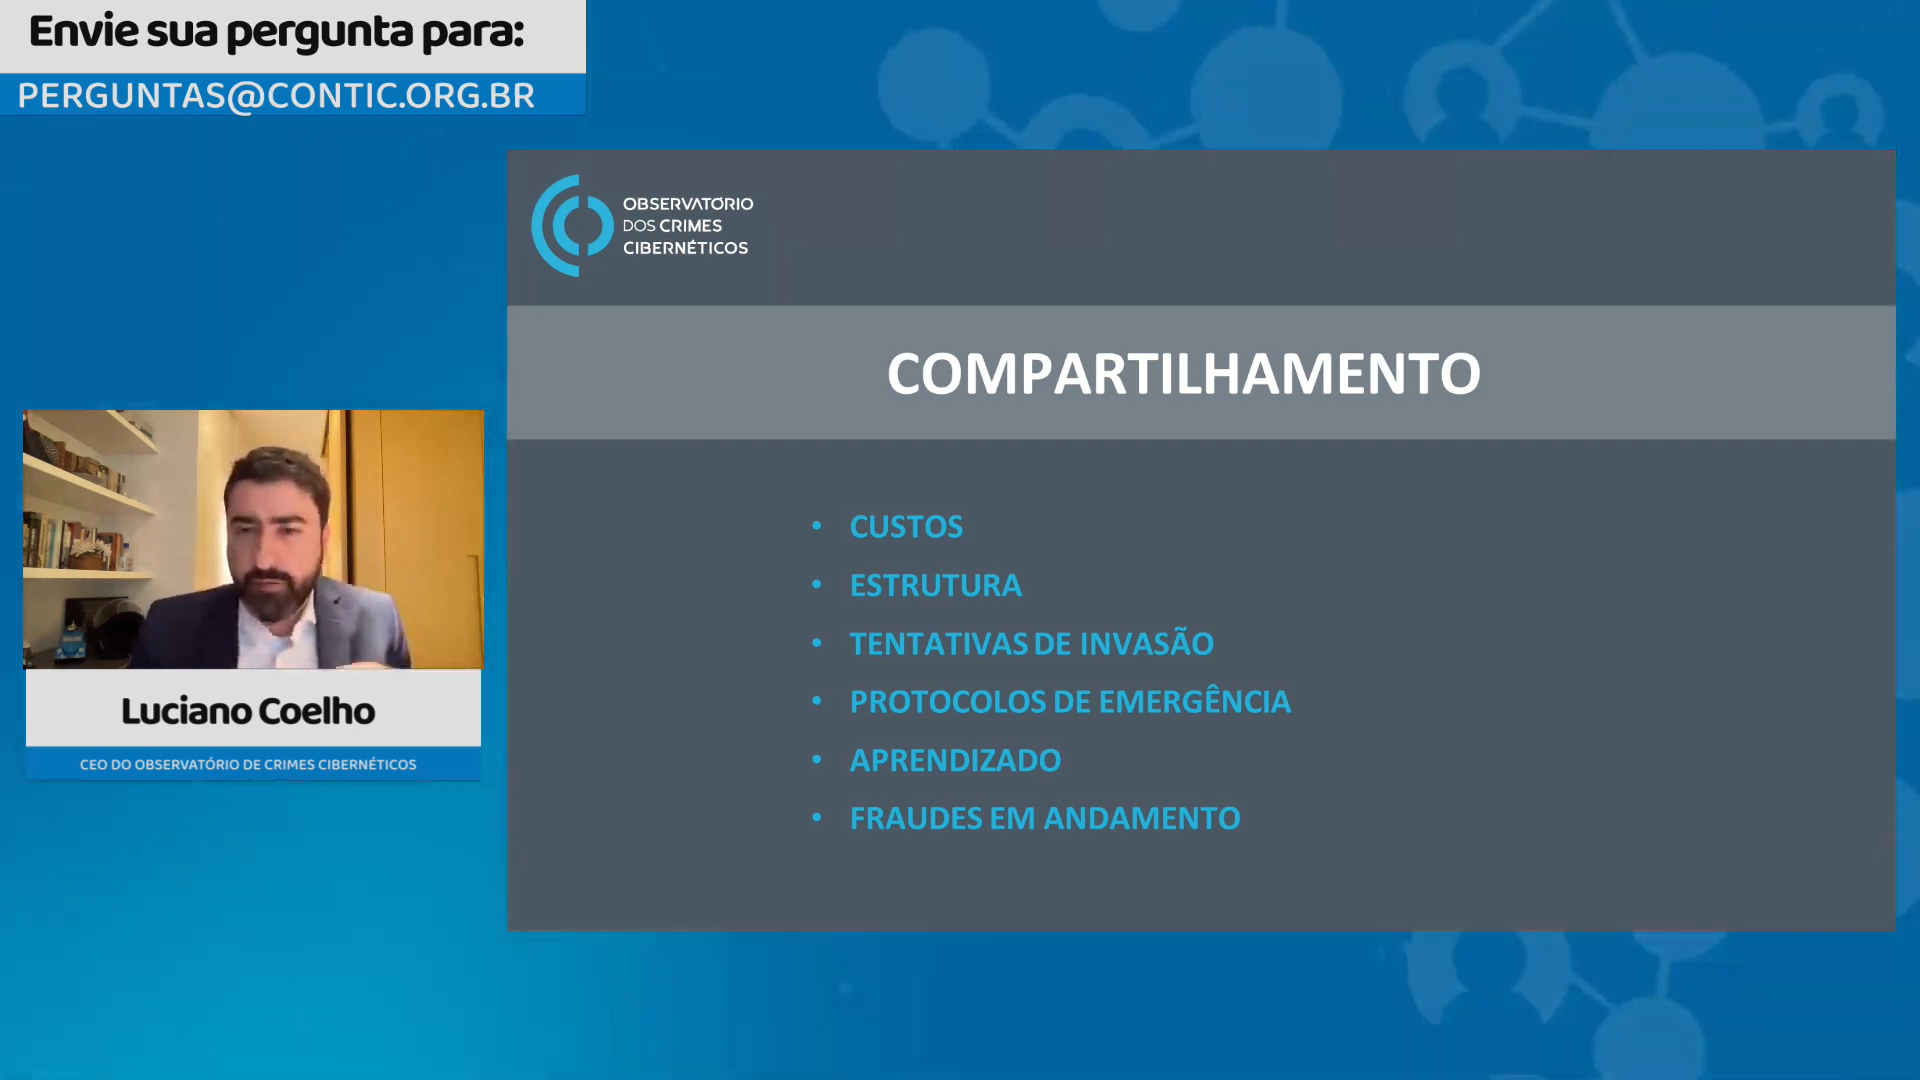 Envie sua pergunta para:
PERGUNTAS@CONTIC.ORG.BR
OBSERVATÓRIO
DOS CRIMES
CIBERNÉTICOS
COMPARTILHAMENTO
• CUSTOS
• ESTRUTURA
• TENTATIVAS DE INVASÃO
• PROTOCOLOS DE EMERGÊNCIA
• APRENDIZADO
• FRAUDES EM ANDAMENTO
Luciano Coelho
CEO DO OBSERVATÓRIO DE CRIMES CIBERNÉTICOS